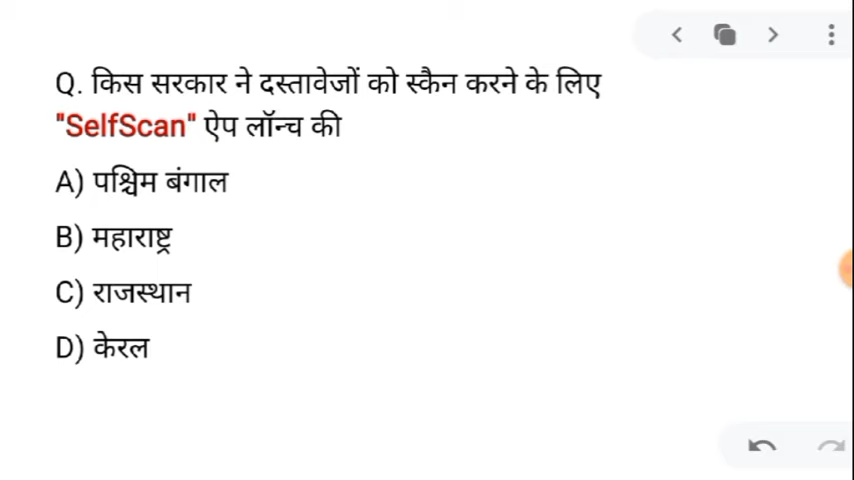 Q. किस सरकार ने दस्तावेजों को स्कैन करने के लिए
"SelfScan" ऐप लॉन्च की
A) पश्चिम बंगाल
B) महाराष्ट्र
C) राजस्थान
D) केरल